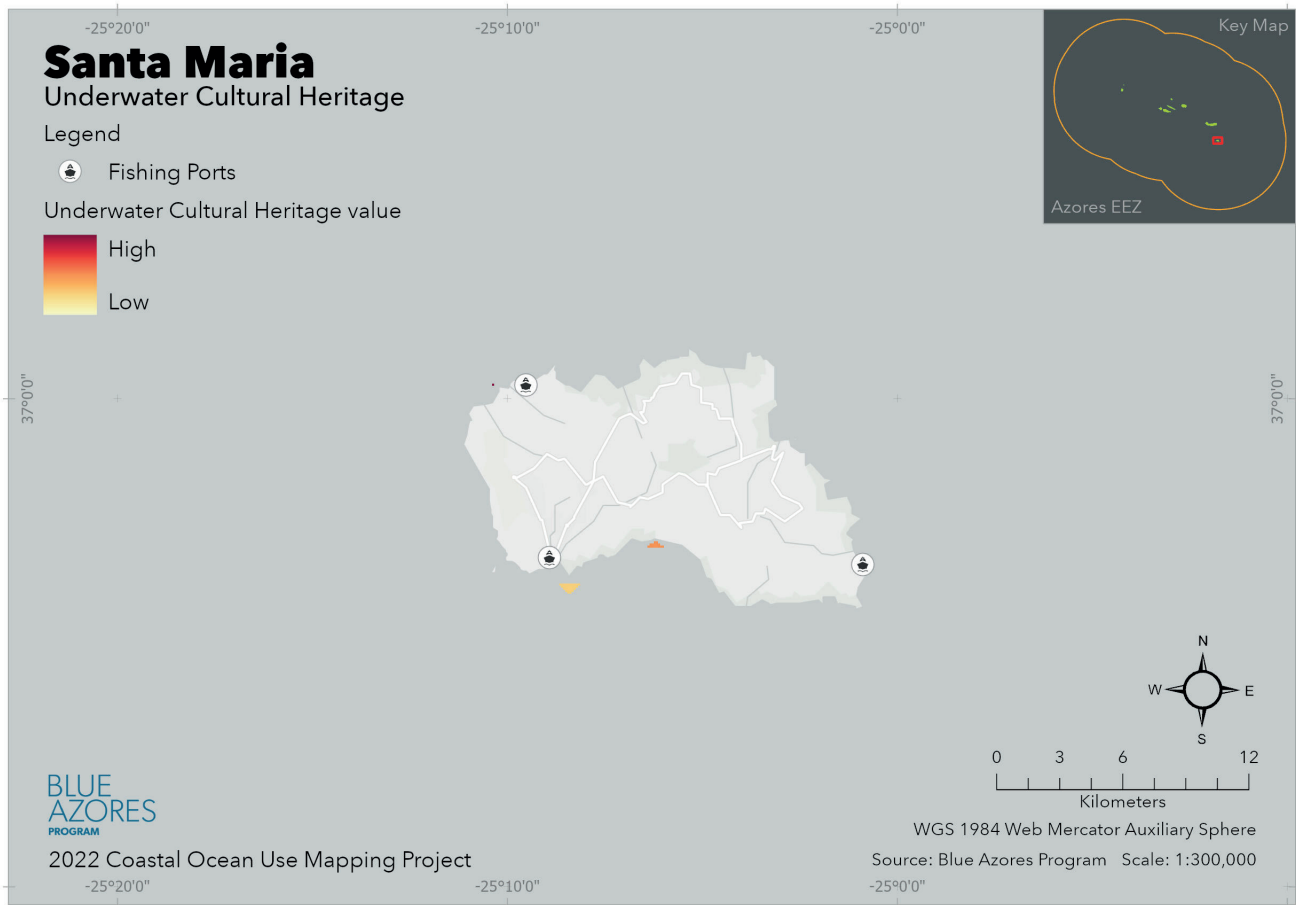 -25°20'0" -25°10'0" -25°0'0"
Santa Maria
Underwater Cultural Heritage
Legend
Fishing Ports
Underwater Cultural Heritage value
High
Low
Key Map
Azores EEZ
37°0'0" 37°0'0"
N
W E
S
0 3 6 12
Kilometers
WGS 1984 Web Mercator Auxiliary Sphere
Source: Blue Azores Program Scale: 1:300,000
BLUE
AZORES
PROGRAM
2022 Coastal Ocean Use Mapping Project
-25°20'0" -25°10'0" -25°0'0"